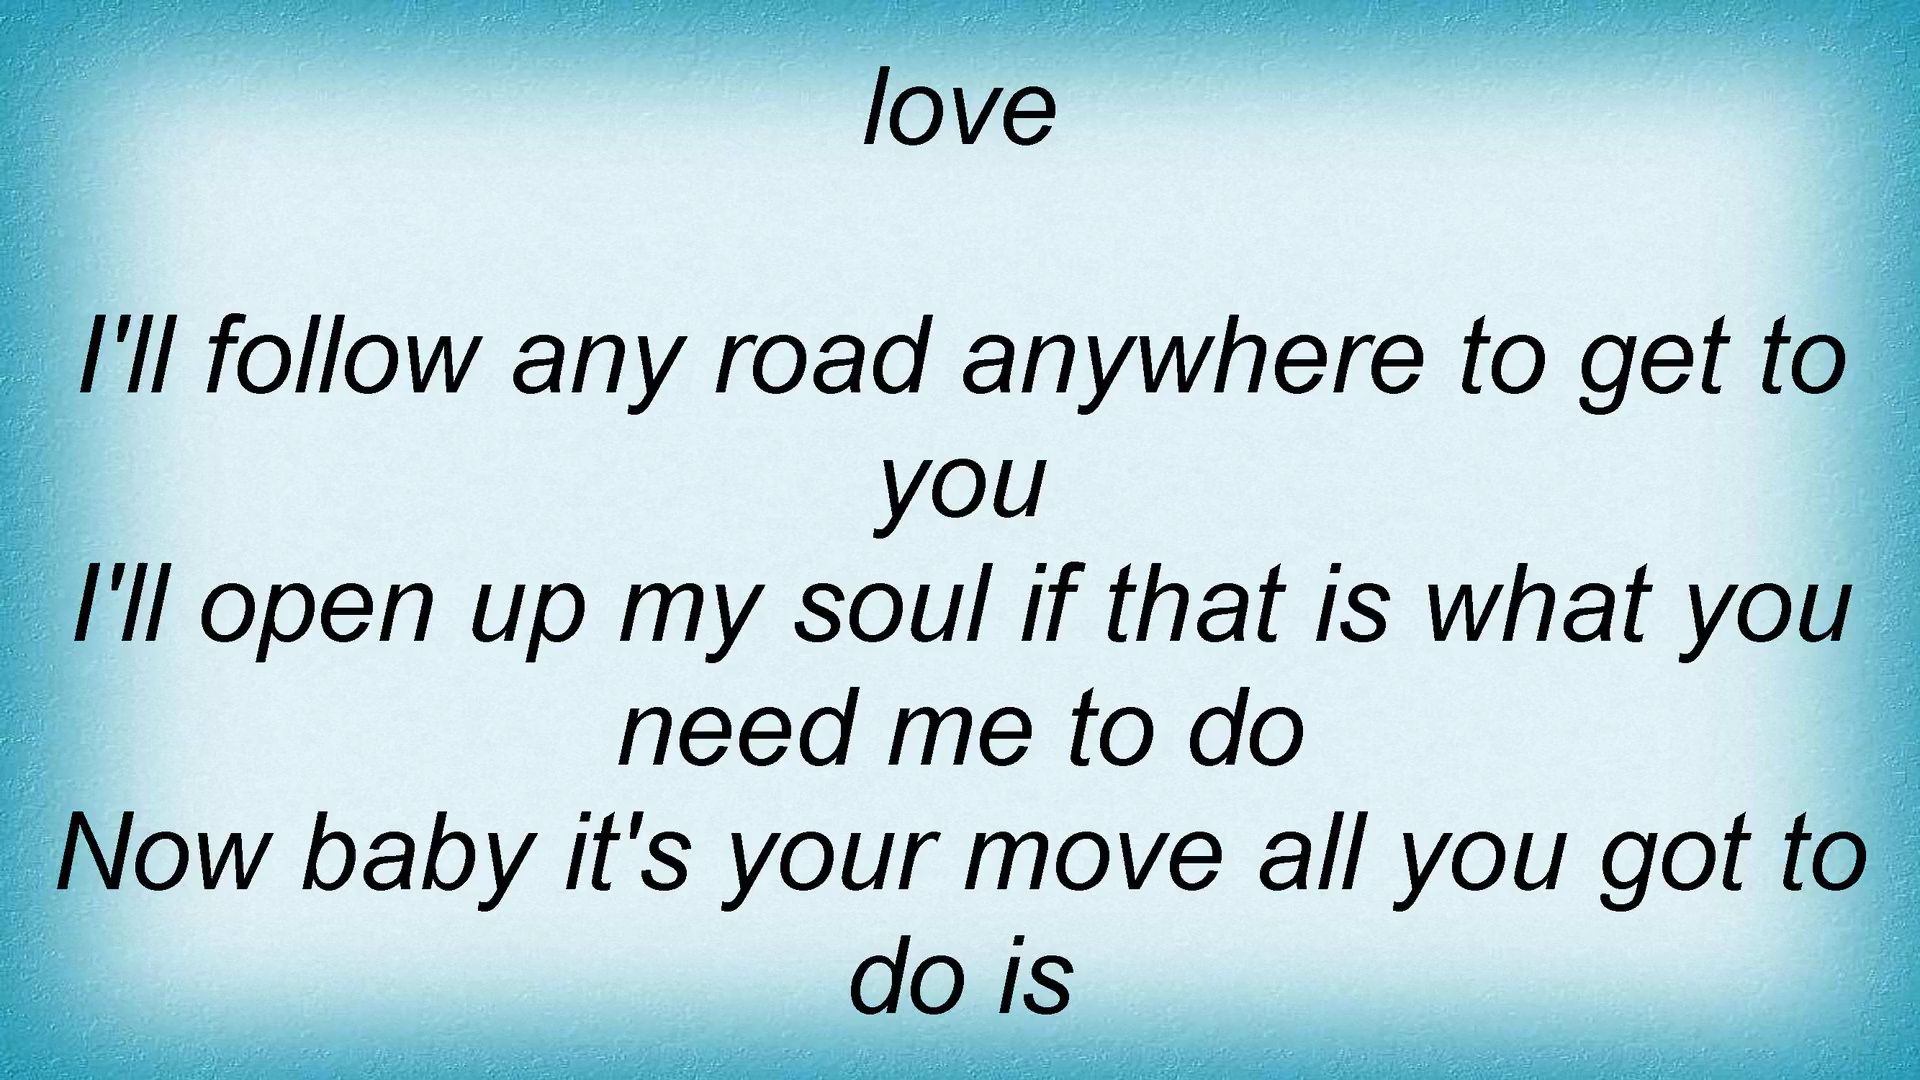 love
I'll follow any road anywhere to get to
you
I'll open up my soul if that is what you
need me to do
Now baby it's your move all you got to
do is